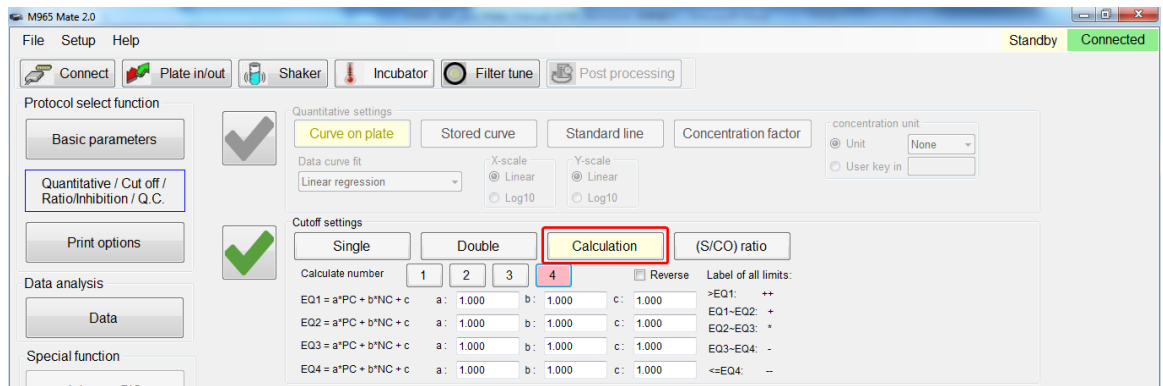 M965 Mate 2.0
File Setup Help Standby Connected
Connect Plate in/out Shaker Incubator Filter tune Post processing
Protocol select function
Basic parameters
Quantitative / Cut off /
Ratio/Inhibition / Q.C.
Print options
Data analysis
Data
Special function
Quantitative settings
Curve on plate Stored curve Standard line Concentration factor
concentration unit
Unit None
User key in
Data curve fit
Linear regression
X-scale
Linear
Log10
Y-scale
Linear
Log10
Cutoff settings
Single Double Calculation (S/CO) ratio
Calculate number 1 2 3 4 Reverse
EQ1 = a*PC + b*NC + c a: 1.000 b: 1.000 c: 1.000
EQ2 = a*PC + b*NC + c a: 1.000 b: 1.000 c: 1.000
EQ3 = a*PC + b*NC + c a: 1.000 b: 1.000 c: 1.000
EQ4 = a*PC + b*NC + c a: 1.000 b: 1.000 c: 1.000
Label of all limits:
>EQ1: ++
EQ1~EQ2: +
EQ2~EQ3: *
EQ3~EQ4: -
<=EQ4: --